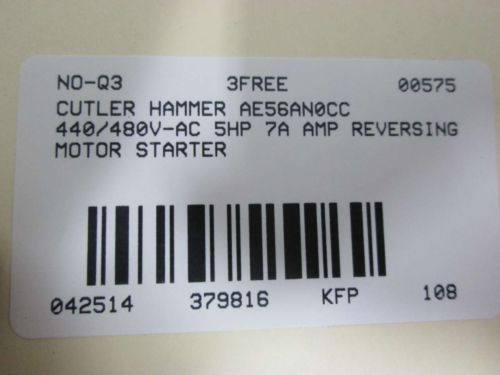 NO-Q3 3FREE 00575
CUTLER HAMMER AE56AN0CC
440/480V-AC 5HP 7A AMP REVERSING
MOTOR STARTER
042514 379816 KFP 108